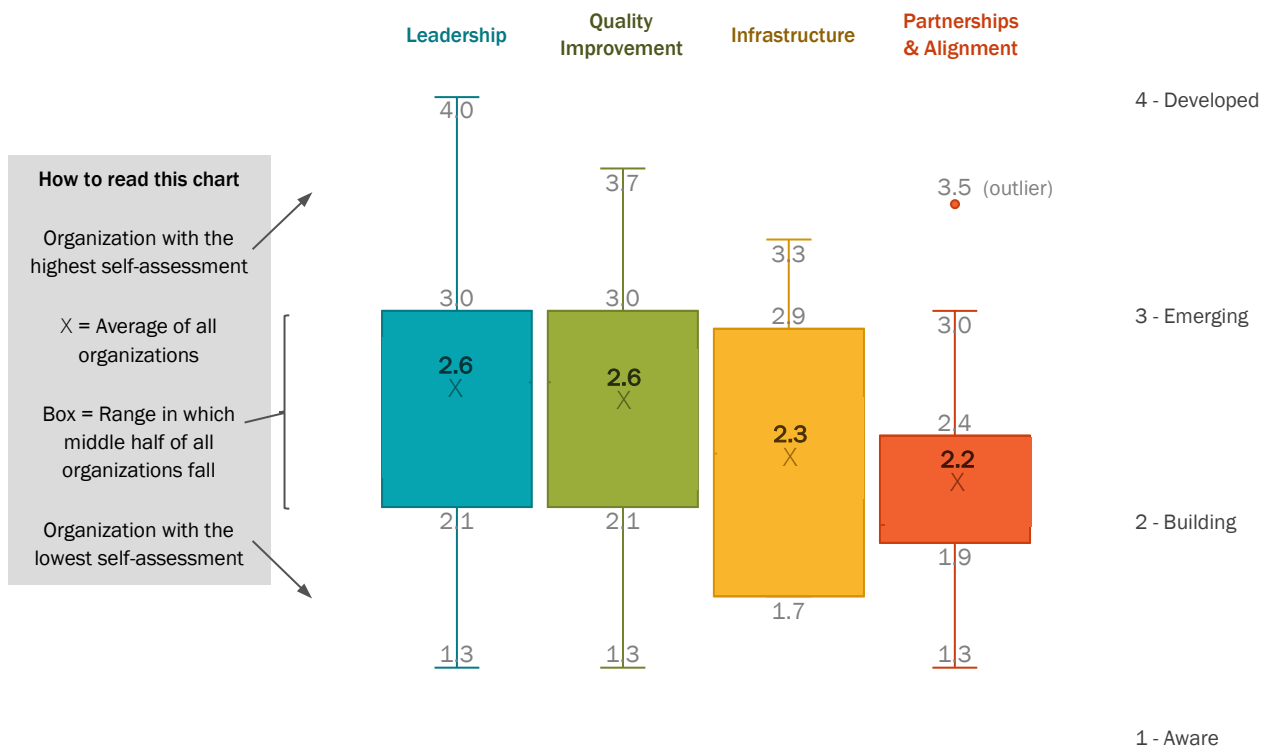 Leadership
Quality
Improvement
Infrastructure
Partnerships
& Alignment
How to read this chart
Organization with the
highest self-assessment
X = Average of all
organizations
Box = Range in which
middle half of all
organizations fall
Organization with the
lowest self-assessment
4.0
3.0
2.6
X
2.1
1.3
3.7
3.0
2.6
X
2.1
1.3
3.3
2.9
2.3
X
1.7
3.5 (outlier)
3.0
2.4
2.2
X
1.9
1.3
4 - Developed
3 - Emerging
2 - Building
1 - Aware